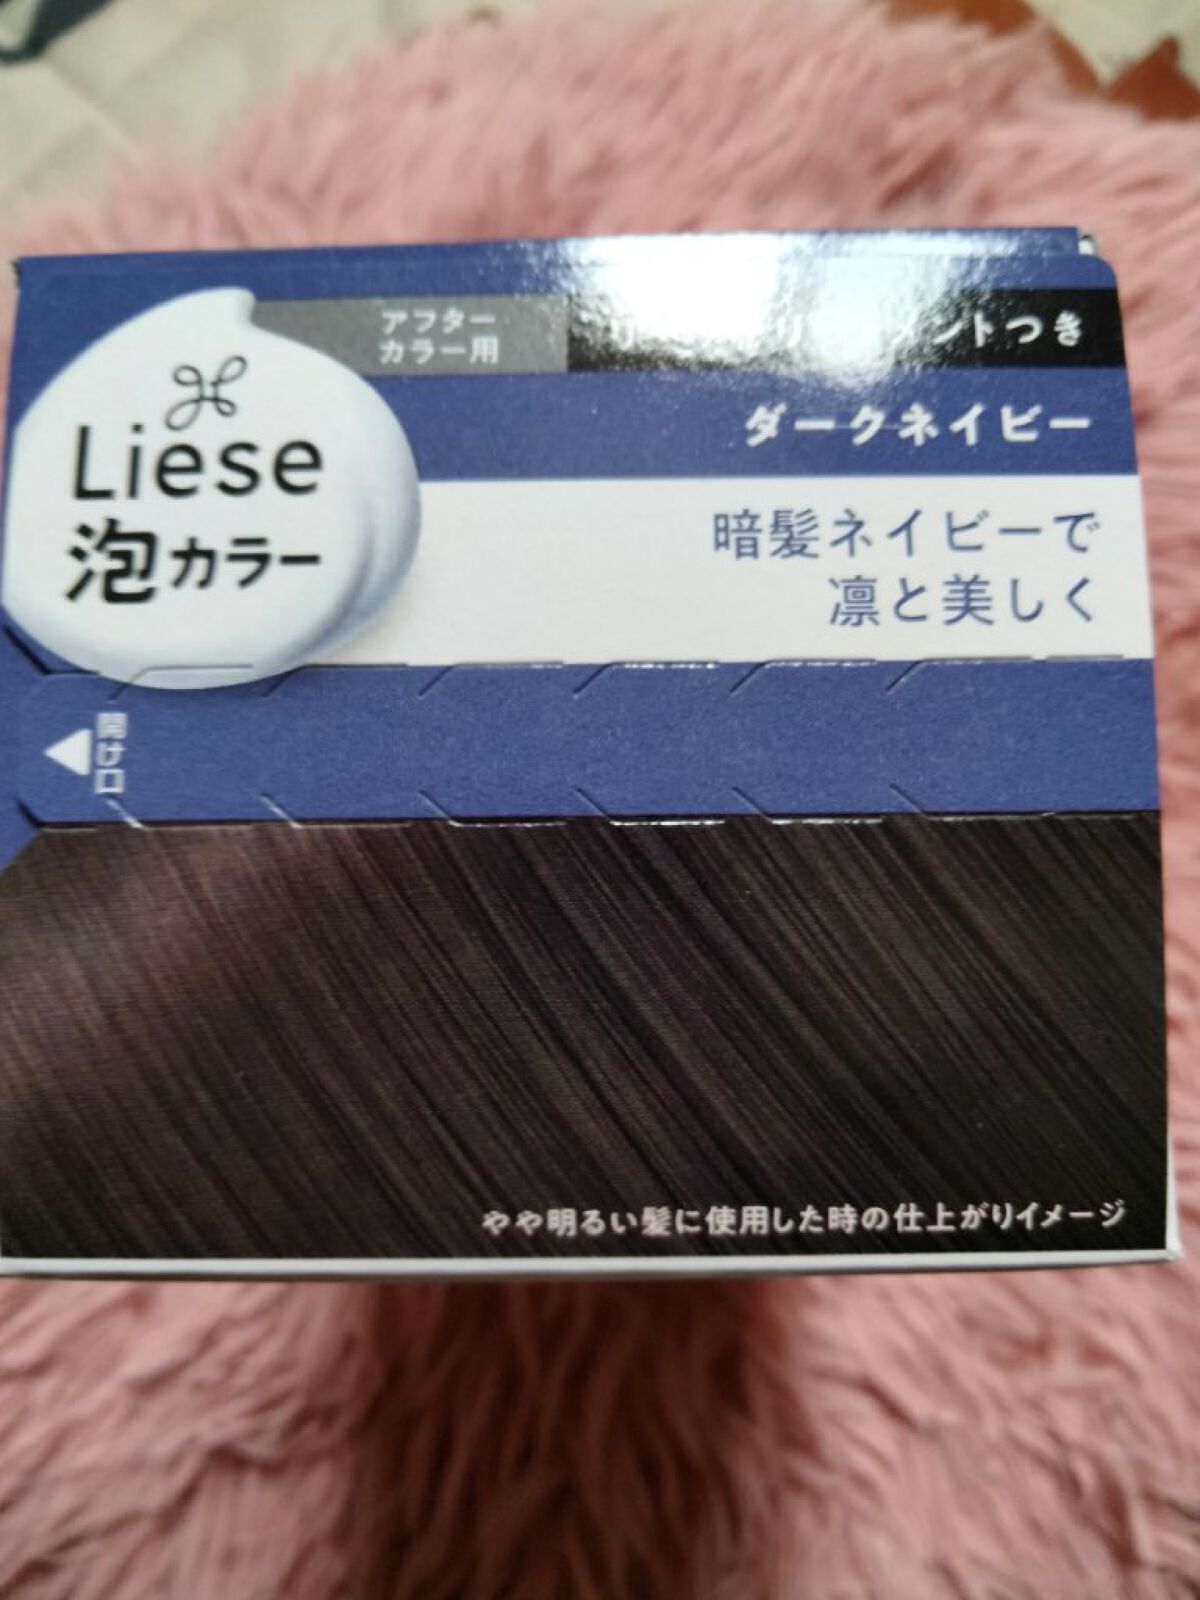 アフター
カラー用
ントつき
Liese
泡カラー
ダークネイビー
暗髪ネイビーで
凛と美しく
開け口
やや明るい髪に使用した時の仕上がりイメージ